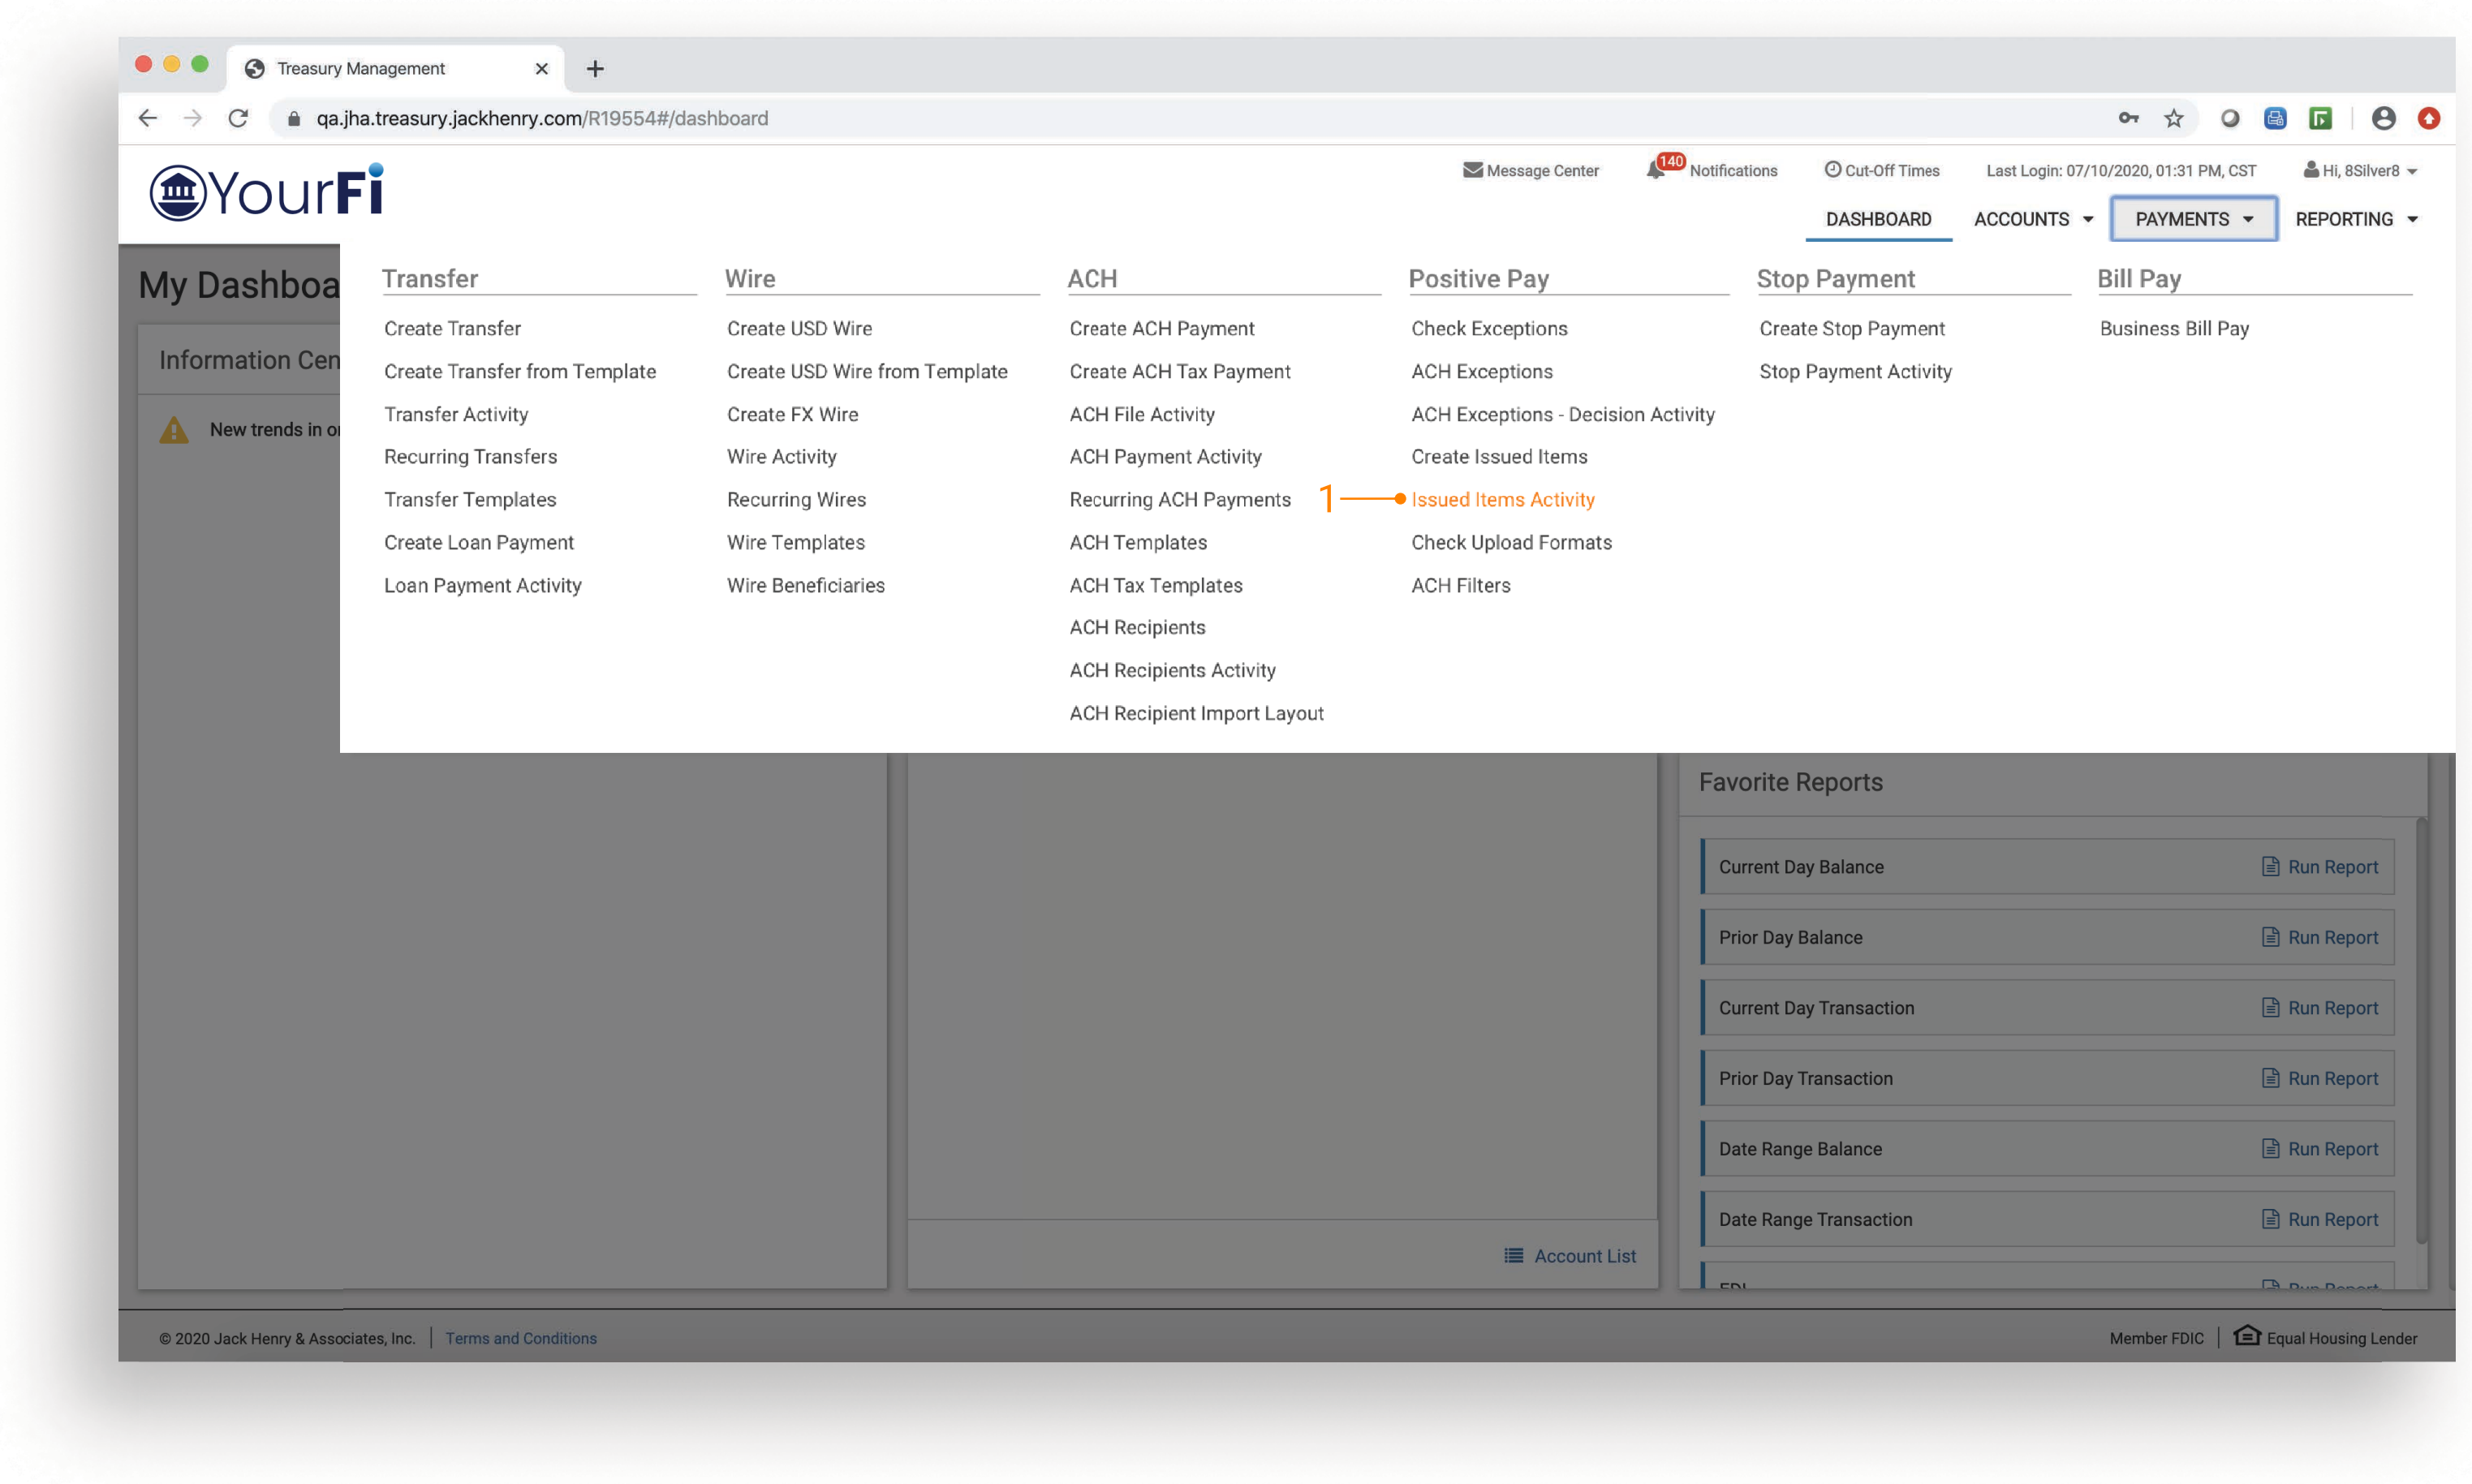 Treasury Management
qa.jha.treasury.jackhenry.com/R19554#/dashboard
YourFi
Message Center
140 Notifications
Cut-Off Times
Last Login: 07/10/2020, 01:31 PM, CST
Hi, 8Silver8
DASHBOARD
ACCOUNTS
PAYMENTS
REPORTING
My Dashboa
Information Cen
New trends in o
Transfer
Create Transfer
Create Transfer from Template
Transfer Activity
Recurring Transfers
Transfer Templates
Create Loan Payment
Loan Payment Activity
Wire
Create USD Wire
Create USD Wire from Template
Create FX Wire
Wire Activity
Recurring Wires
Wire Templates
Wire Beneficiaries
ACH
Create ACH Payment
Create ACH Tax Payment
ACH File Activity
ACH Payment Activity
Recurring ACH Payments
ACH Templates
ACH Tax Templates
ACH Recipients
ACH Recipients Activity
ACH Recipient Import Layout
Positive Pay
Check Exceptions
ACH Exceptions
ACH Exceptions - Decision Activity
Create Issued Items
1 Issued Items Activity
Check Upload Formats
ACH Filters
Stop Payment
Create Stop Payment
Stop Payment Activity
Bill Pay
Business Bill Pay
Account List
Favorite Reports
Current Day Balance Run Report
Prior Day Balance Run Report
Current Day Transaction Run Report
Prior Day Transaction Run Report
Date Range Balance Run Report
Date Range Transaction Run Report
EDI Run Report
© 2020 Jack Henry & Associates, Inc.
Terms and Conditions
Member FDIC
Equal Housing Lender